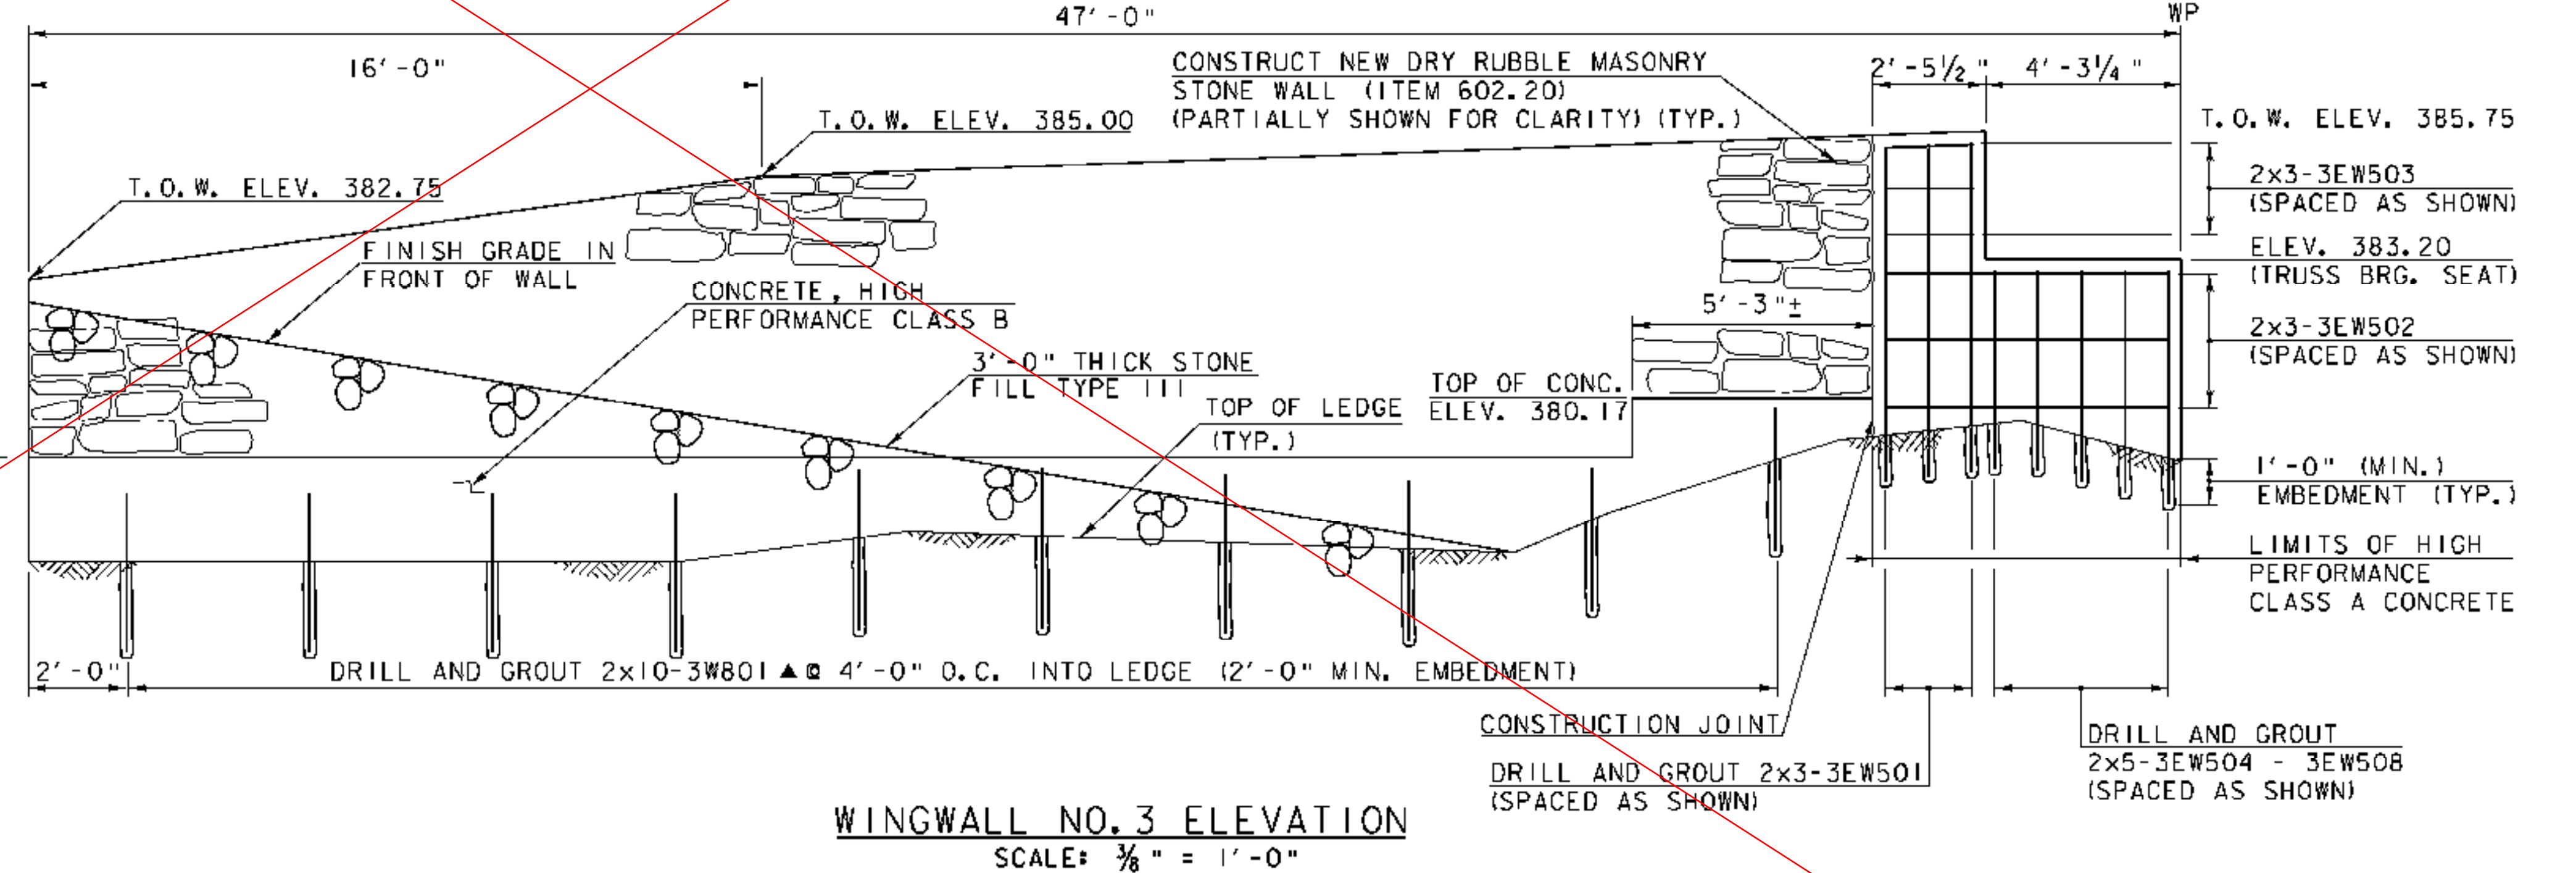 47'-0"
WP
16'-0"
CONSTRUCT NEW DRY RUBBLE MASONRY
STONE WALL (ITEM 602.20)
(PARTIALLY SHOWN FOR CLARITY) (TYP.)
2'-5½"
4'-3¼"
T.O.W. ELEV. 385.00
T.O.W. ELEV. 385.75
T.O.W. ELEV. 382.75
2x3-3EW503
(SPACED AS SHOWN)
FINISH GRADE IN
FRONT OF WALL
ELEV. 383.20
(TRUSS BRG. SEAT)
CONCRETE, HIGH
PERFORMANCE CLASS B
5'-3"±
2x3-3EW502
(SPACED AS SHOWN)
3'-0" THICK STONE
FILL TYPE III
TOP OF CONC.
ELEV. 380.17
TOP OF LEDGE
(TYP.)
1'-0" (MIN.)
EMBEDMENT (TYP.)
LIMITS OF HIGH
PERFORMANCE
CLASS A CONCRETE
2'-0"
DRILL AND GROUT 2x10-3W801 ▲ @ 4'-0" O.C. INTO LEDGE (2'-0" MIN. EMBEDMENT)
CONSTRUCTION JOINT
DRILL AND GROUT 2x3-3EW501
(SPACED AS SHOWN)
DRILL AND GROUT
2x5-3EW504 - 3EW508
(SPACED AS SHOWN)
WINGWALL NO. 3 ELEVATION
SCALE: ⅜" = 1'-0"